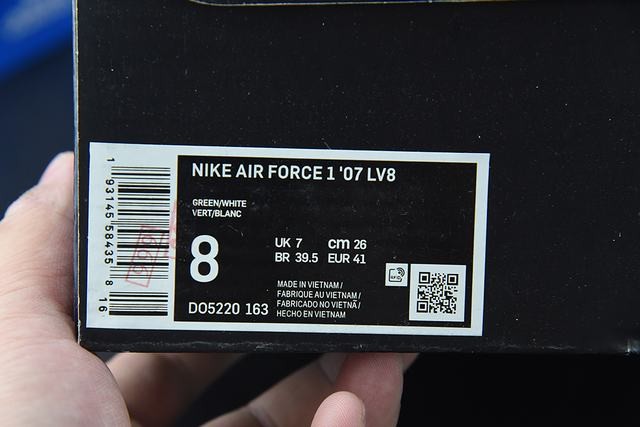 NIKE AIR FORCE 1 '07 LV8
GREEN/WHITE
VERT/BLANC
8
UK 7 cm 26
BR 39.5 EUR 41
MADE IN VIETNAM /
FABRIQUE AU VIETNAM /
FABRICADO NO VIETNÃ /
HECHO EN VIETNAM
DO5220 163
1 93145 58435 8 16
RFID